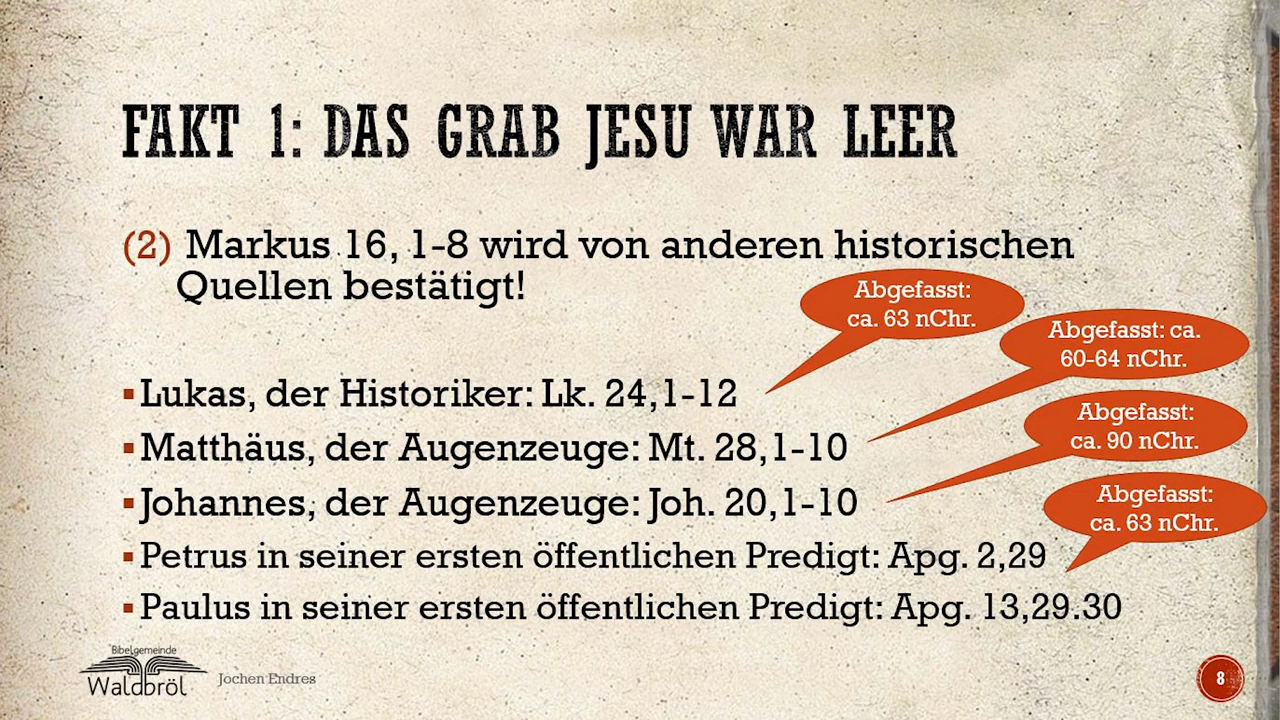 FAKT 1: DAS GRAB JESU WAR LEER
(2) Markus 16, 1-8 wird von anderen historischen
Quellen bestätigt!
Abgefasst:
ca. 63 nChr.
Abgefasst: ca.
60-64 nChr.
Lukas, der Historiker: Lk. 24,1-12
Abgefasst:
ca. 90 nChr.
Matthäus, der Augenzeuge: Mt. 28,1-10
Johannes, der Augenzeuge: Joh. 20,1-10
Abgefasst:
ca. 63 nChr.
Petrus in seiner ersten öffentlichen Predigt: Apg. 2,29
Paulus in seiner ersten öffentlichen Predigt: Apg. 13,29.30
Bibelgemeinde
Waldbröl
Jochen Endres
8